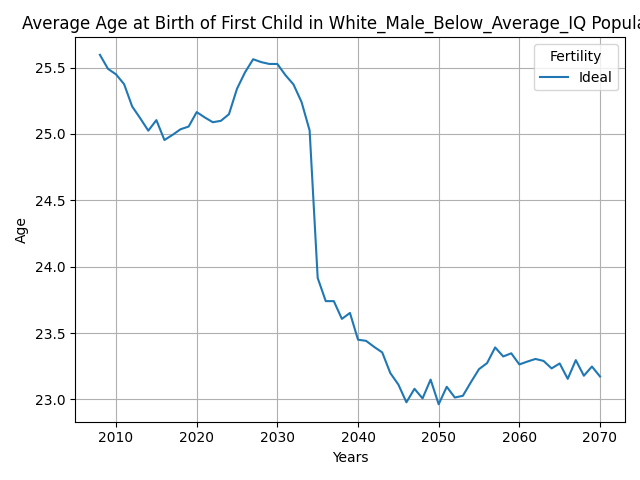 Average Age at Birth of First Child in White_Male_Below_Average_IQ Popula
Fertility
Ideal
25.5
25.0
24.5
24.0
23.5
23.0
Age
2010 2020 2030 2040 2050 2060 2070
Years